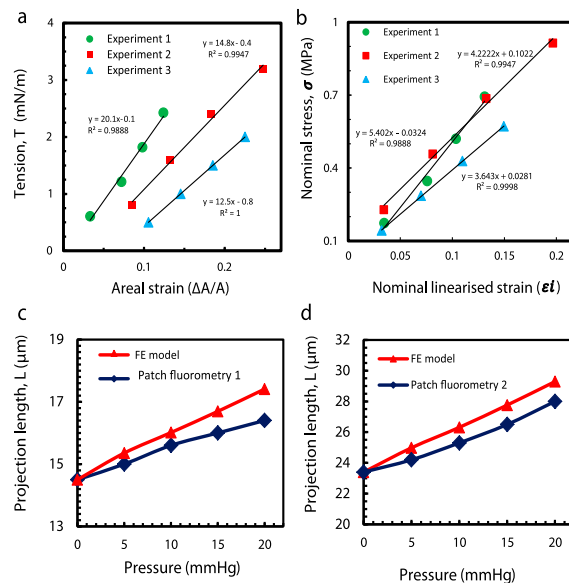 a
Tension, T (mN/m)
4
3
2
1
0
Experiment 1
Experiment 2
Experiment 3
y = 14.8x- 0.4
R² = 0.9947
y = 20.1x-0.1
R² = 0.9888
y = 12.5x - 0.8
R² = 1
0
0.1
0.2
Areal strain (ΔA/A)
b
Nominal stress, σ (MPa)
1
0.7
0.4
0.1
Experiment 1
Experiment 2
Experiment 3
y = 4.2222x + 0.1022
R² = 0.9947
y = 5.402x – 0.0324
R² = 0.9888
y = 3.643x + 0.0281
R² = 0.9998
0
0.05
0.1
0.15
0.2
Nominal linearised strain (εl)
c
Projection length, L (μm)
19
17
15
13
FE model
Patch fluorometry 1
0
5
10
15
20
Pressure (mmHg)
d
Projection length, L (μm)
32
30
28
26
24
22
20
FE model
Patch fluorometry 2
0
5
10
15
20
Pressure (mmHg)